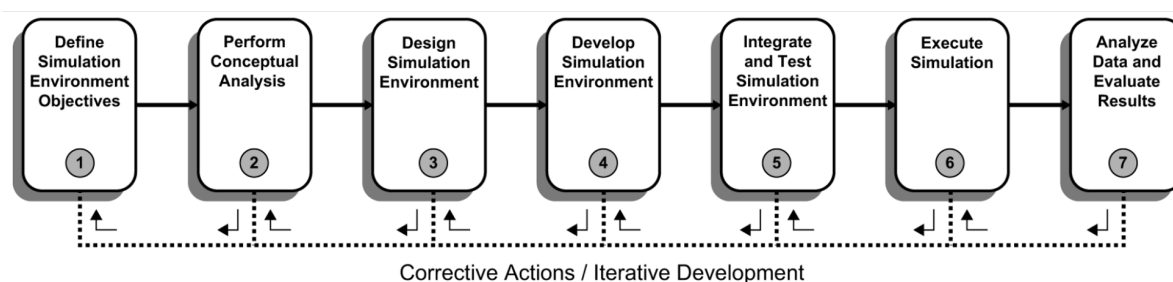 Define
Simulation
Environment
Objectives
1
Perform
Conceptual
Analysis
2
Design
Simulation
Environment
3
Develop
Simulation
Environment
4
Integrate
and Test
Simulation
Environment
5
Execute
Simulation
6
Analyze
Data and
Evaluate
Results
7
Corrective Actions / Iterative Development